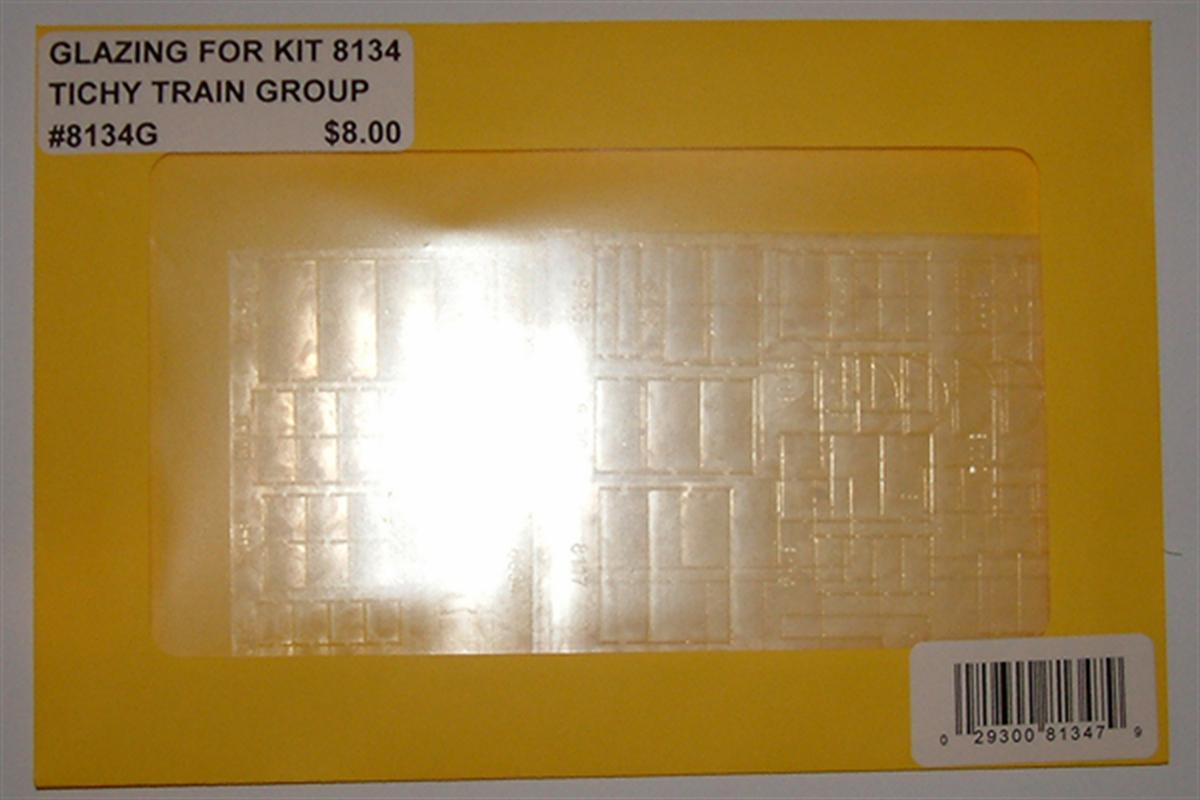 GLAZING FOR KIT 8134
TICHY TRAIN GROUP
#8134G $8.00
0 29300 81347 9